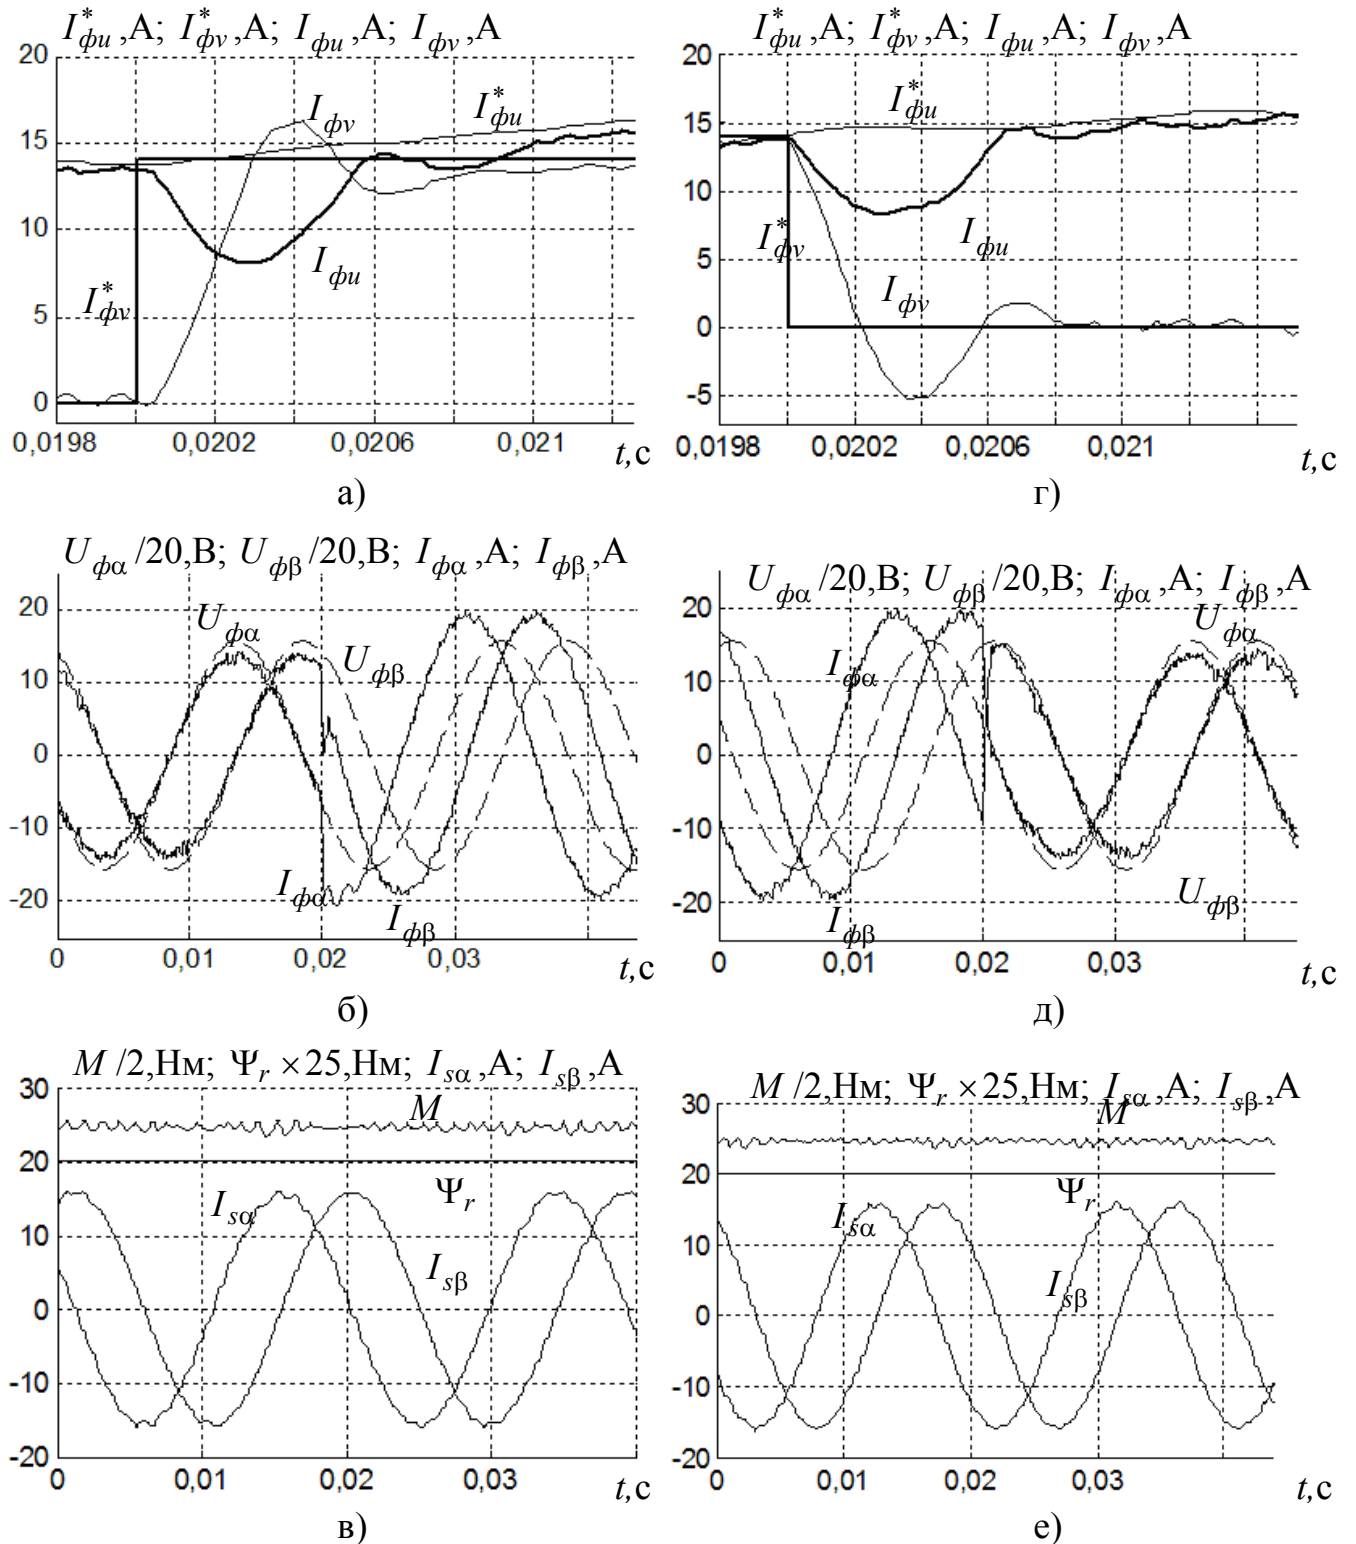 I*фu ,А; I*фv ,А; Iфu ,А; Iфv ,А
20
15
10
5
0
Iфv
I*фu
I*фv
Iфu
0,0198 0,0202 0,0206 0,021
t,с
а)
I*фu ,А; I*фv ,А; Iфu ,А; Iфv ,А
20
15
10
5
0
-5
I*фu
I*фv
Iфu
Iфv
0,0198 0,0202 0,0206 0,021
t,с
г)
Uфα /20,В; Uфβ /20,В; Iфα ,А; Iфβ ,А
20
10
0
-10
-20
Uфα
Uфβ
Iфα
Iфβ
0 0,01 0,02 0,03
t,с
б)
Uфα /20,В; Uфβ /20,В; Iфα ,А; Iфβ ,А
20
10
0
-10
-20
Uфα
Iфα
Uфβ
Iфβ
0 0,01 0,02 0,03
t,с
д)
M /2,Нм; Ψr ×25,Нм; Isα ,А; Isβ ,А
30
20
10
0
-10
-20
M
Ψr
Isα
Isβ
0 0,01 0,02 0,03
t,с
в)
M /2,Нм; Ψr ×25,Нм; Isα ,А; Isβ ,А
30
20
10
0
-10
-20
M
Ψr
Isα
Isβ
0 0,01 0,02 0,03
t,с
е)